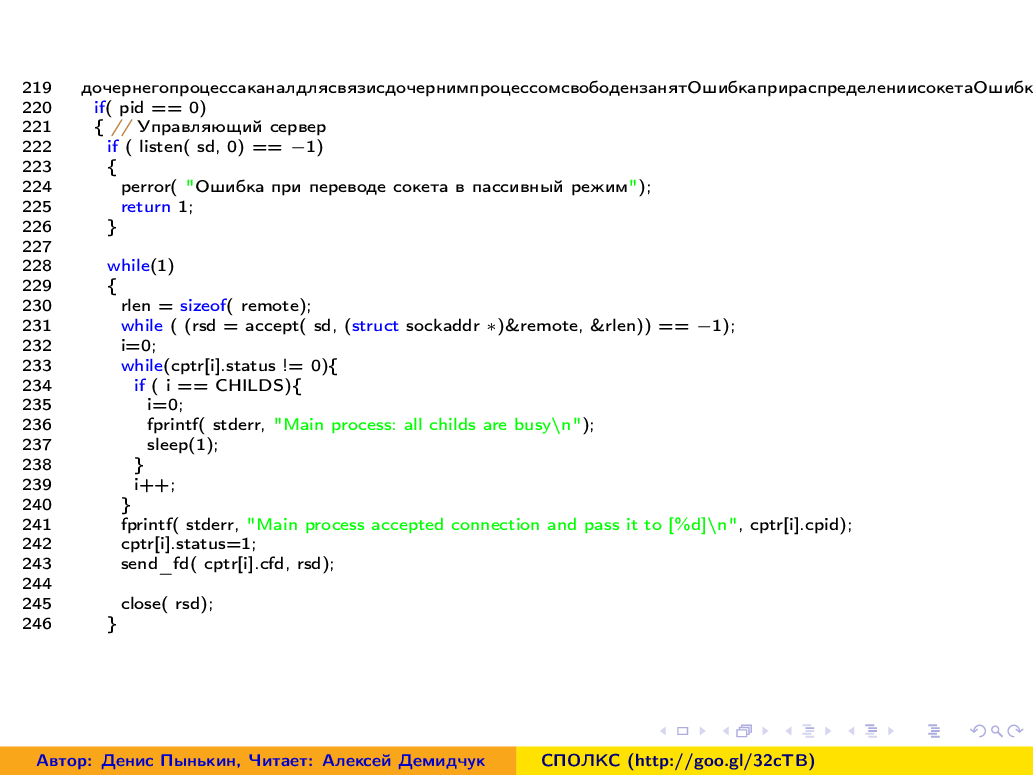 219 дочернегопроцессаканалдлясвязисдочернимпроцессомсвободензанятОшибкаприраспределениисокетаОшибк
220 if( pid == 0)
221 { // Управляющий сервер
222 if ( listen( sd, 0) == −1)
223 {
224 perror( "Ошибка при переводе сокета в пассивный режим");
225 return 1;
226 }
227
228 while(1)
229 {
230 rlen = sizeof( remote);
231 while ( (rsd = accept( sd, (struct sockaddr *)&remote, &rlen)) == −1);
232 i=0;
233 while(cptr[i].status != 0){
234 if ( i == CHILDS){
235 i=0;
236 fprintf( stderr, "Main process: all childs are busy\n");
237 sleep(1);
238 }
239 i++;
240 }
241 fprintf( stderr, "Main process accepted connection and pass it to [%d]\n", cptr[i].cpid);
242 cptr[i].status=1;
243 send_fd( cptr[i].cfd, rsd);
244
245 close( rsd);
246 }
Автор: Денис Пынькин, Читает: Алексей Демидчук
СПОЛКС (http://goo.gl/32cTB)